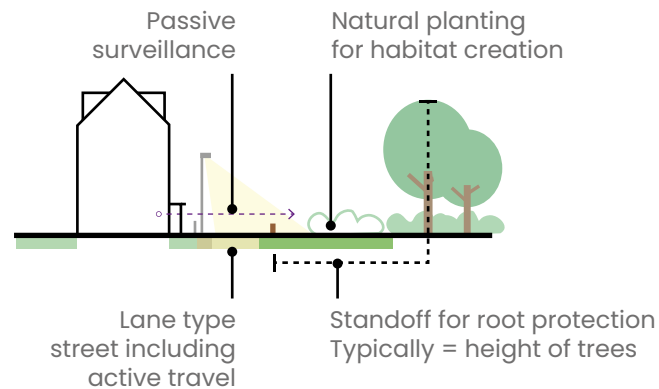 Passive
surveillance
Natural planting
for habitat creation
Lane type
street including
active travel
Standoff for root protection
Typically = height of trees